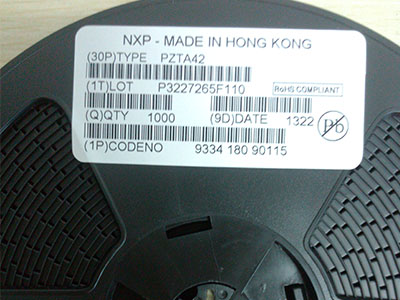 NXP - MADE IN HONG KONG
(30P)TYPE PZTA42
(1T)LOT P3227265F110 RoHS COMPLIANT
(Q)QTY 1000 (9D)DATE 1322 Pb
(1P)CODENO 9334 180 90115